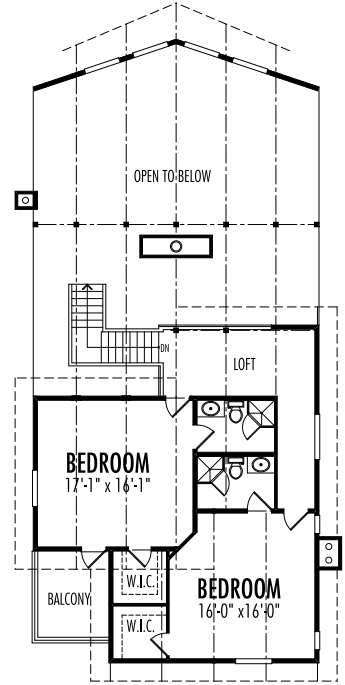 OPEN TO BELOW
DN
LOFT
BEDROOM
17'-1" x 16'-1"
W.I.C.
BEDROOM
16'-0" x16'-0"
BALCONY
W.I.C.